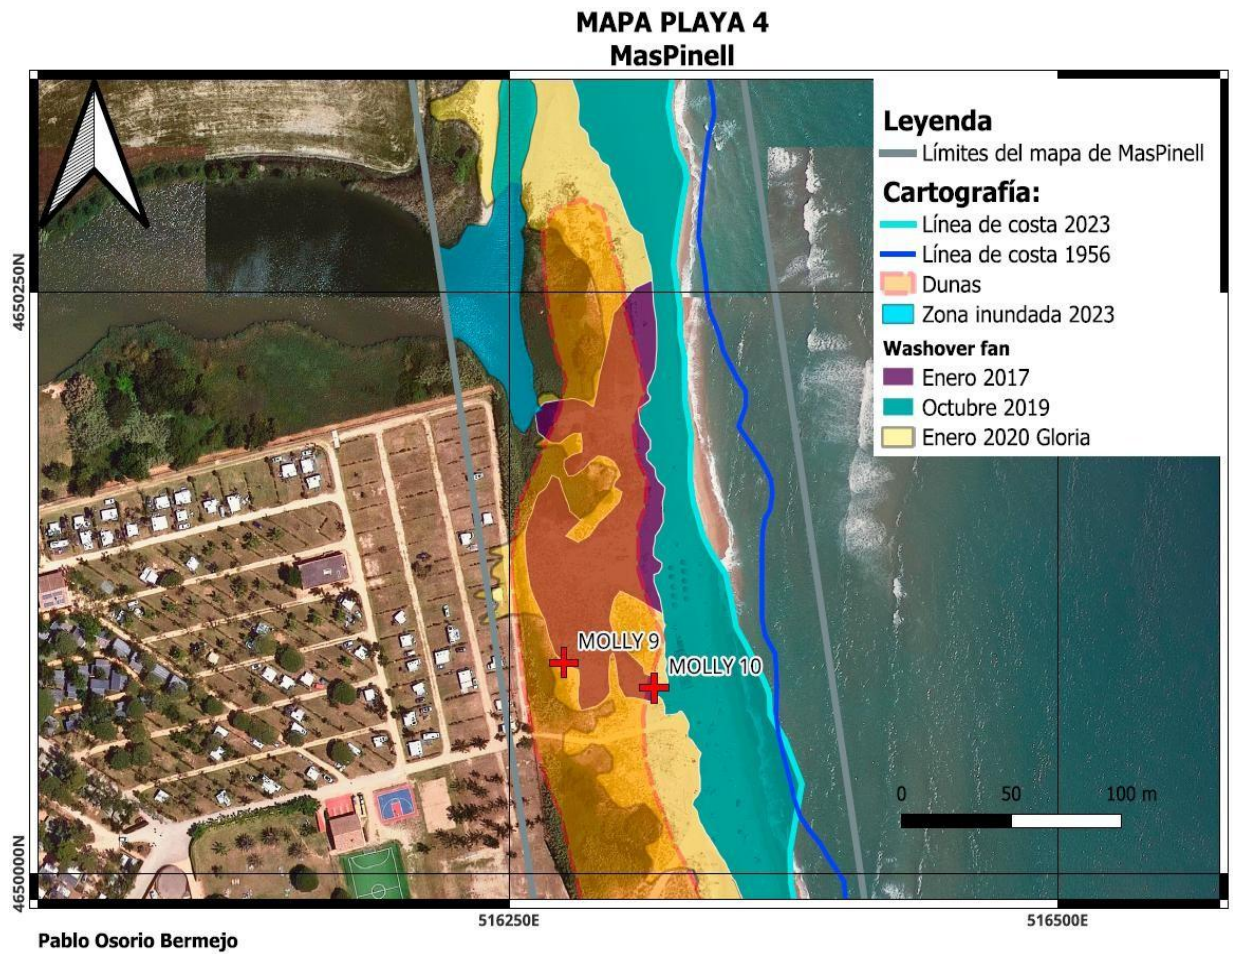 MAPA PLAYA 4
MasPinell
Leyenda
Límites del mapa de MasPinell
Cartografía:
Línea de costa 2023
Línea de costa 1956
Dunas
Zona inundada 2023
Washover fan
Enero 2017
Octubre 2019
Enero 2020 Gloria
4650250N
MOLLY 9
MOLLY 10
0 50 100 m
4650000N
516250E 516500E
Pablo Osorio Bermejo